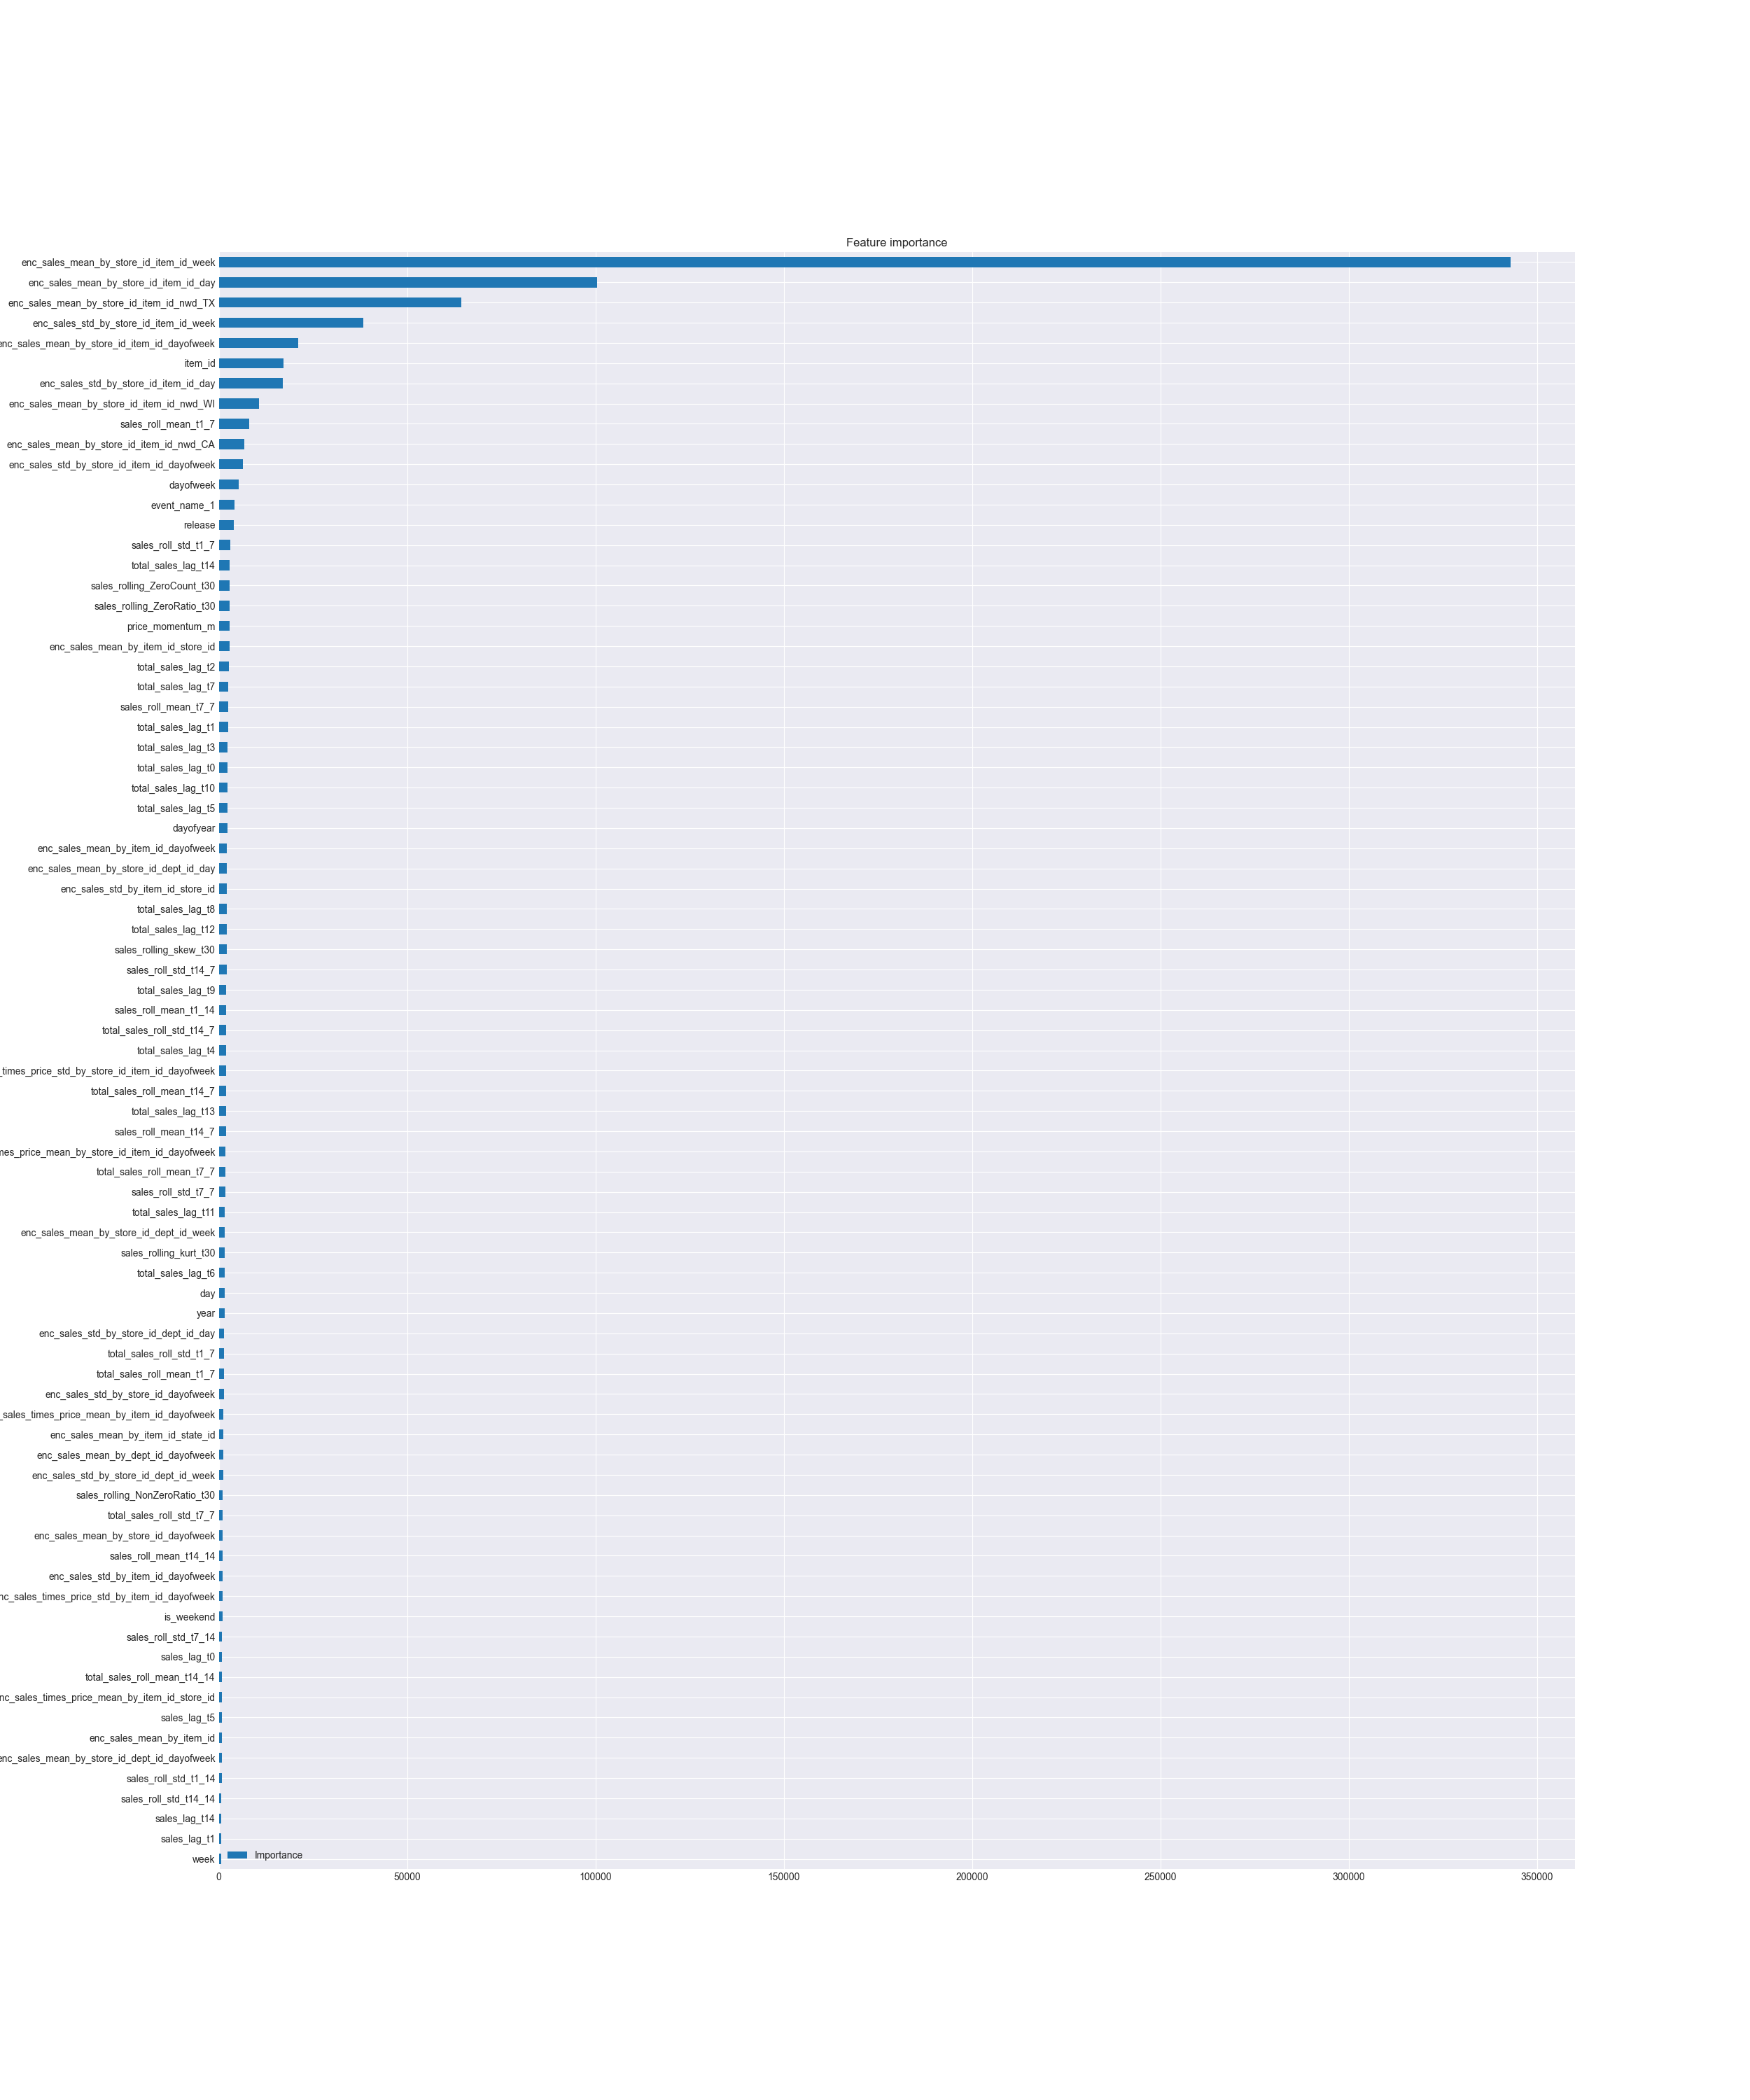 Feature importance
enc_sales_mean_by_store_id_item_id_week
enc_sales_mean_by_store_id_item_id_day
enc_sales_mean_by_store_id_item_id_nwd_TX
enc_sales_std_by_store_id_item_id_week
enc_sales_mean_by_store_id_item_id_dayofweek
item_id
enc_sales_std_by_store_id_item_id_day
enc_sales_mean_by_store_id_item_id_nwd_WI
sales_roll_mean_t1_7
enc_sales_mean_by_store_id_item_id_nwd_CA
enc_sales_std_by_store_id_item_id_dayofweek
dayofweek
event_name_1
release
sales_roll_std_t1_7
total_sales_lag_t14
sales_rolling_ZeroCount_t30
sales_rolling_ZeroRatio_t30
price_momentum_m
enc_sales_mean_by_item_id_store_id
total_sales_lag_t2
total_sales_lag_t7
sales_roll_mean_t7_7
total_sales_lag_t1
total_sales_lag_t3
total_sales_lag_t0
total_sales_lag_t10
total_sales_lag_t5
dayofyear
enc_sales_mean_by_item_id_dayofweek
enc_sales_mean_by_store_id_dept_id_day
enc_sales_std_by_item_id_store_id
total_sales_lag_t8
total_sales_lag_t12
sales_rolling_skew_t30
sales_roll_std_t14_7
total_sales_lag_t9
sales_roll_mean_t1_14
total_sales_roll_std_t14_7
total_sales_lag_t4
_times_price_std_by_store_id_item_id_dayofweek
total_sales_roll_mean_t14_7
total_sales_lag_t13
sales_roll_mean_t14_7
mes_price_mean_by_store_id_item_id_dayofweek
total_sales_roll_mean_t7_7
sales_roll_std_t7_7
total_sales_lag_t11
enc_sales_mean_by_store_id_dept_id_week
sales_rolling_kurt_t30
total_sales_lag_t6
day
year
enc_sales_std_by_store_id_dept_id_day
total_sales_roll_std_t1_7
total_sales_roll_mean_t1_7
enc_sales_std_by_store_id_dayofweek
_sales_times_price_mean_by_item_id_dayofweek
enc_sales_mean_by_item_id_state_id
enc_sales_mean_by_dept_id_dayofweek
enc_sales_std_by_store_id_dept_id_week
sales_rolling_NonZeroRatio_t30
total_sales_roll_std_t7_7
enc_sales_mean_by_store_id_dayofweek
sales_roll_mean_t14_14
enc_sales_std_by_item_id_dayofweek
nc_sales_times_price_std_by_item_id_dayofweek
is_weekend
sales_roll_std_t7_14
sales_lag_t0
total_sales_roll_mean_t14_14
nc_sales_times_price_mean_by_item_id_store_id
sales_lag_t5
enc_sales_mean_by_item_id
enc_sales_mean_by_store_id_dept_id_dayofweek
sales_roll_std_t1_14
sales_roll_std_t14_14
sales_lag_t14
sales_lag_t1
week
Importance
0 50000 100000 150000 200000 250000 300000 350000